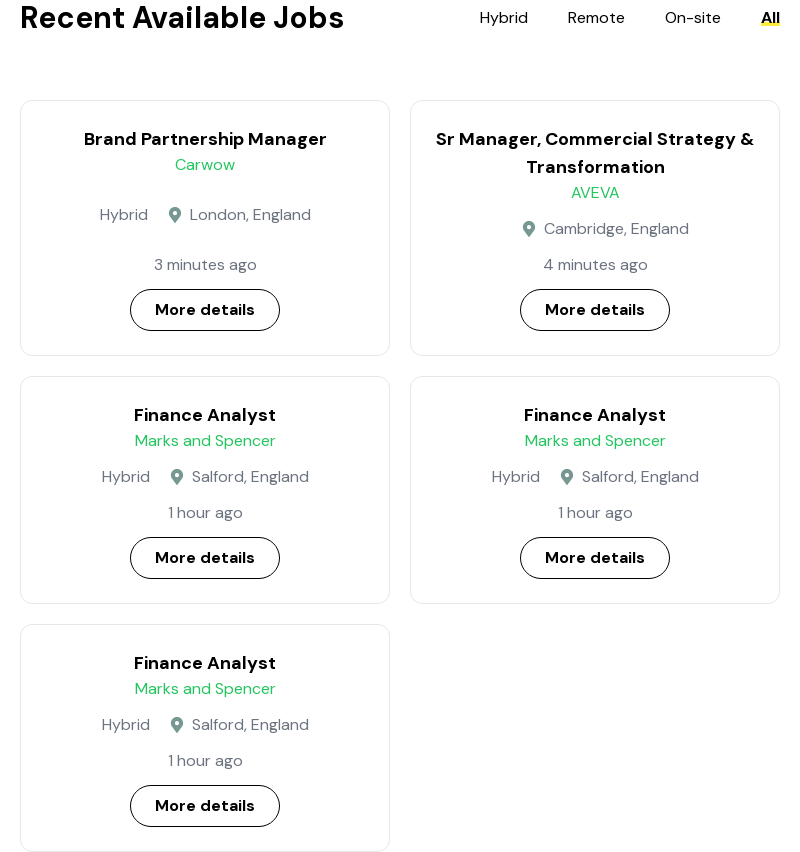 Recent Available Jobs
Hybrid Remote On-site All
Brand Partnership Manager
Carwow
Hybrid London, England
3 minutes ago
More details
Sr Manager, Commercial Strategy &
Transformation
AVEVA
Cambridge, England
4 minutes ago
More details
Finance Analyst
Marks and Spencer
Hybrid Salford, England
1 hour ago
More details
Finance Analyst
Marks and Spencer
Hybrid Salford, England
1 hour ago
More details
Finance Analyst
Marks and Spencer
Hybrid Salford, England
1 hour ago
More details